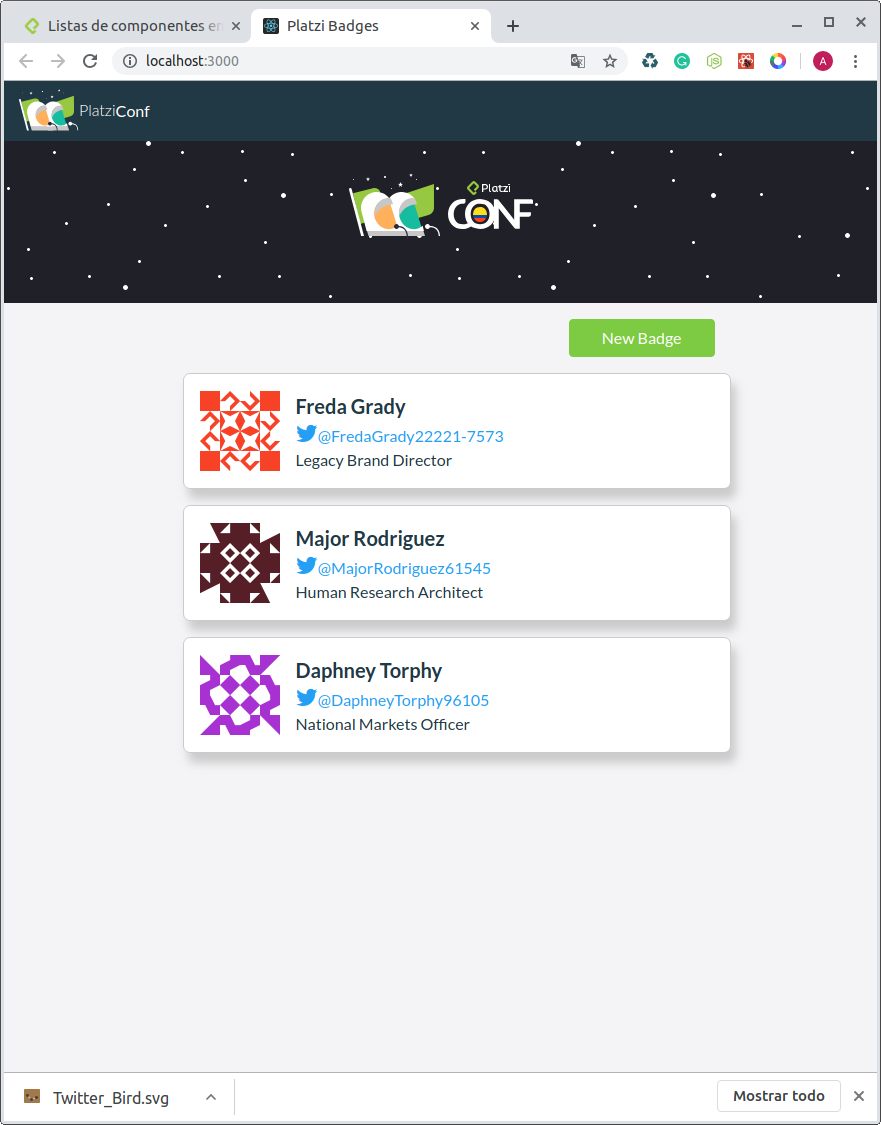 Listas de componentes en
Platzi Badges
localhost:3000
A
PlatziConf
Platzi
CONF
New Badge
Freda Grady
@FredaGrady22221-7573
Legacy Brand Director
Major Rodriguez
@MajorRodriguez61545
Human Research Architect
Daphney Torphy
@DaphneyTorphy96105
National Markets Officer
Twitter_Bird.svg
Mostrar todo